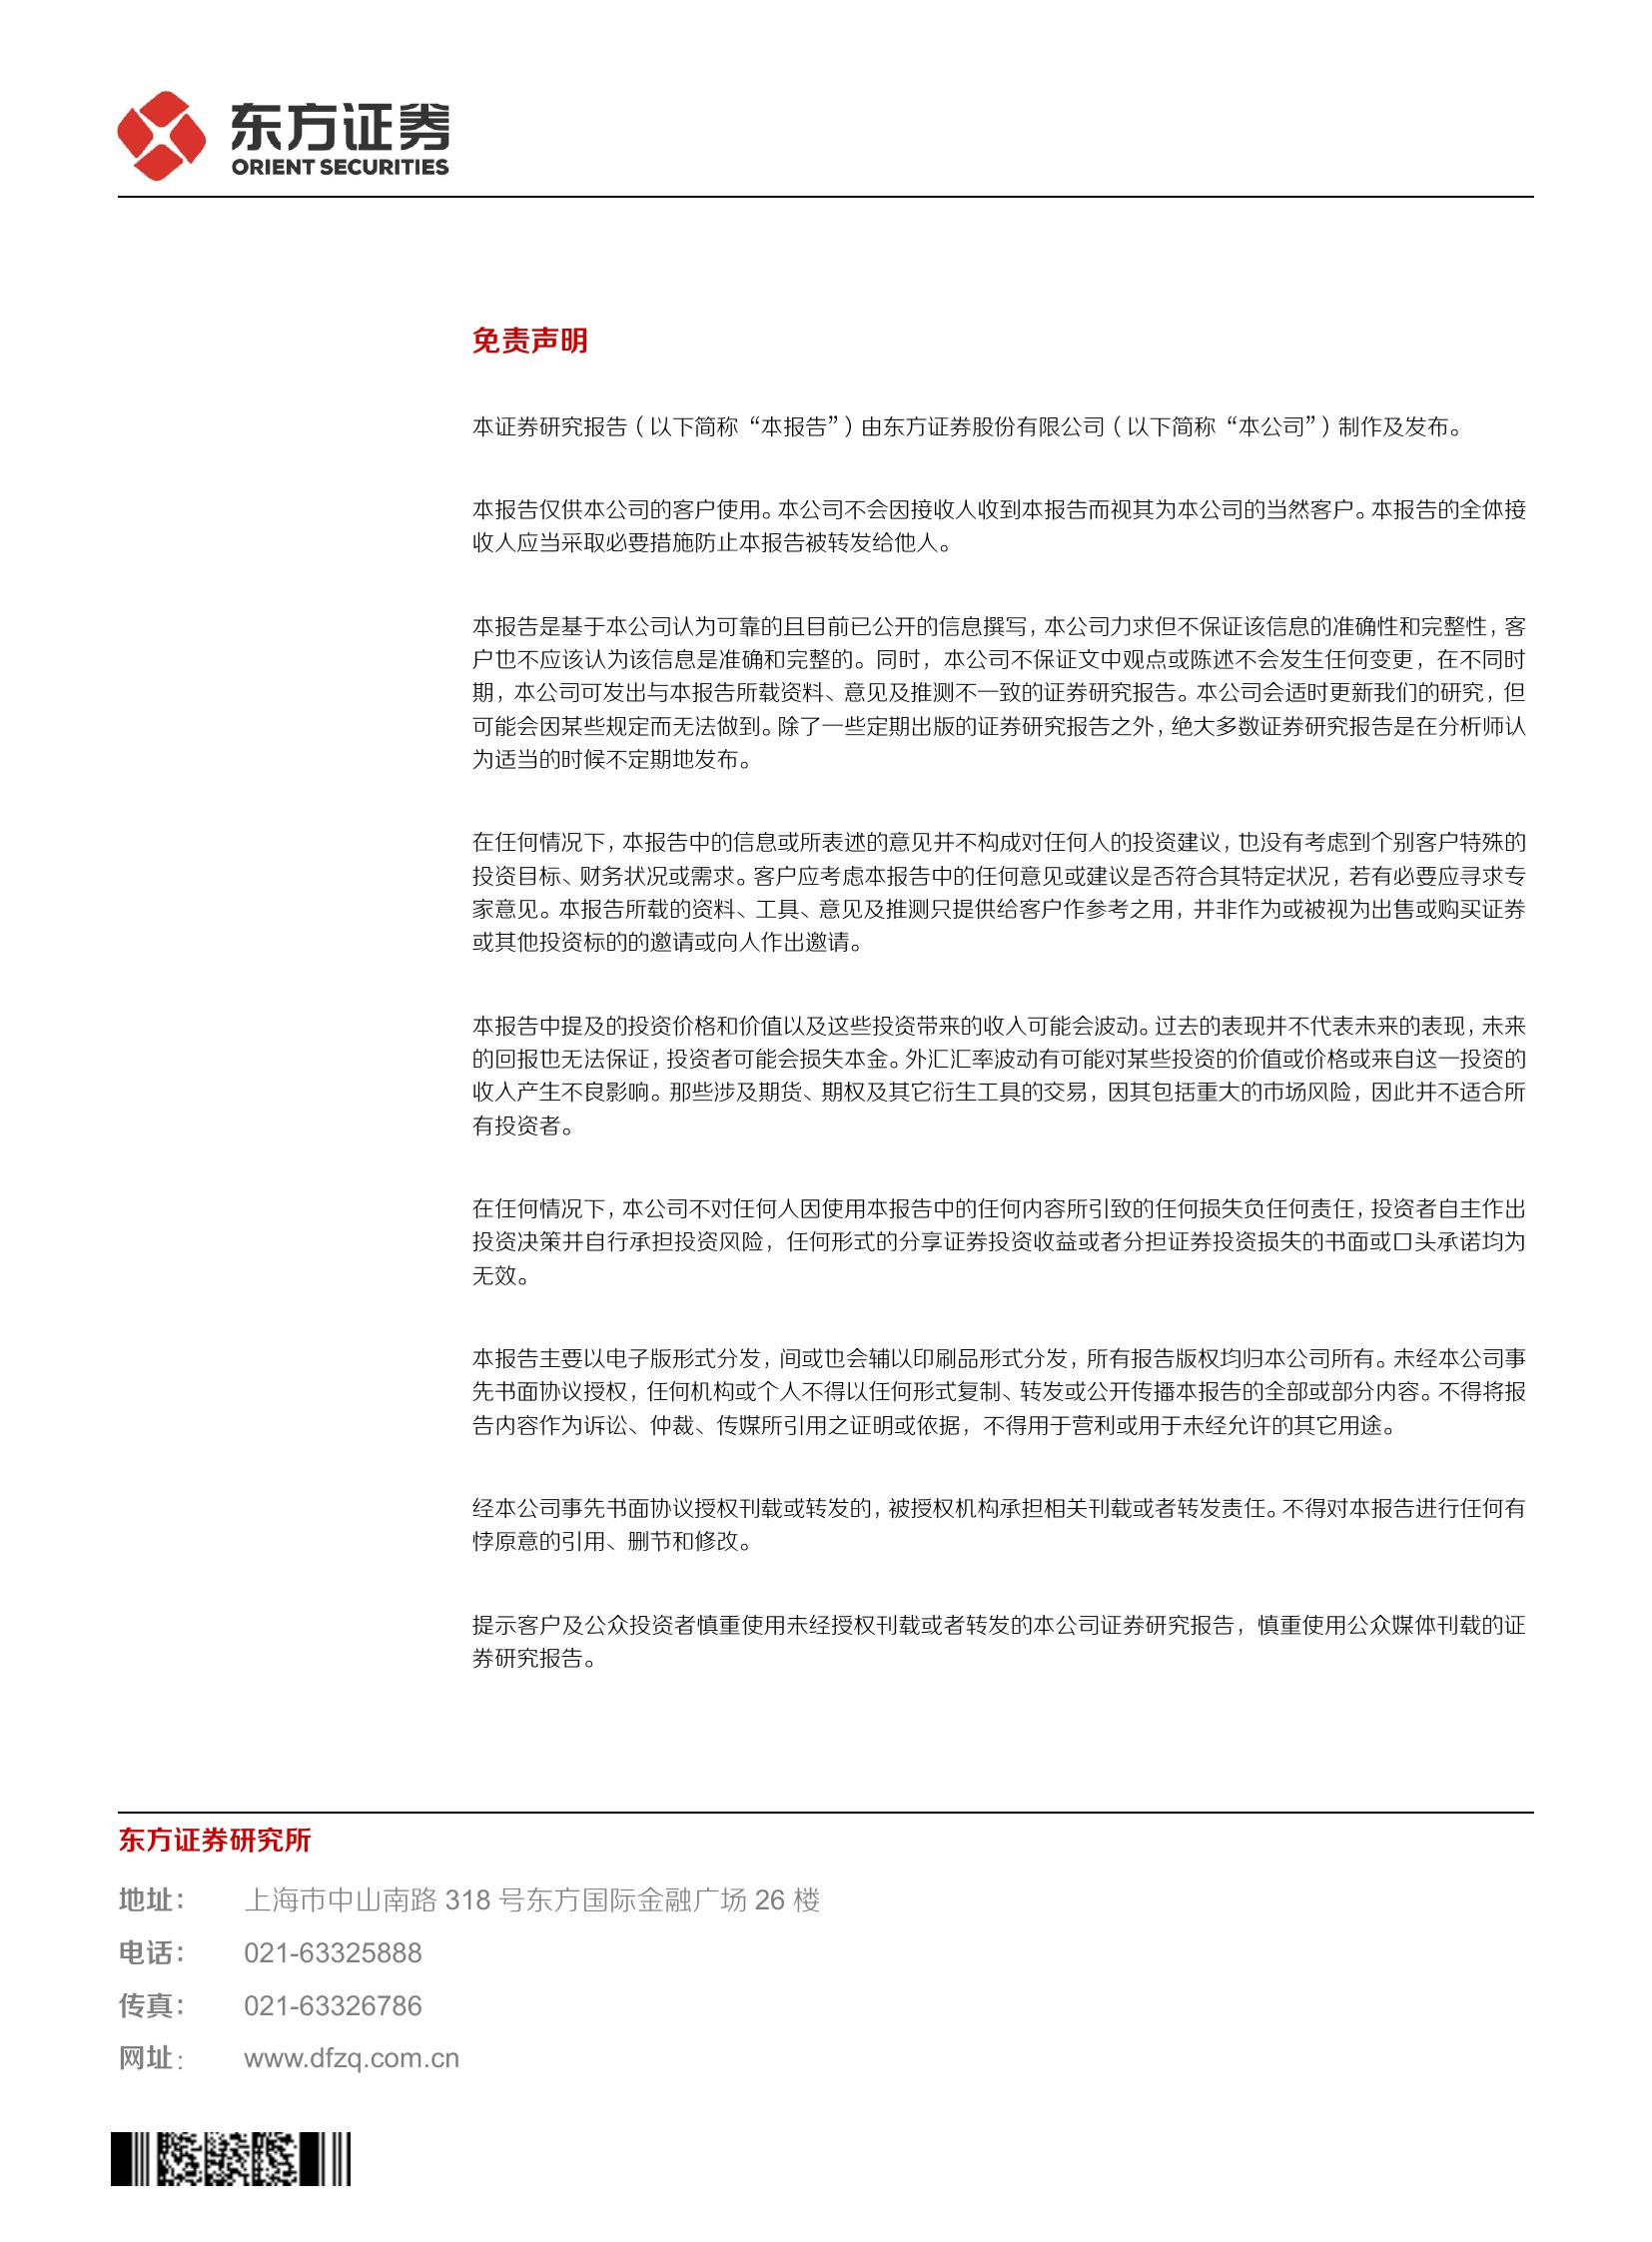 东方证券
ORIENT SECURITIES
免责声明
本证券研究报告（以下简称“本报告”）由东方证券股份有限公司（以下简称“本公司”）制作及发布。
本报告仅供本公司的客户使用。本公司不会因接收人收到本报告而视其为本公司的当然客户。本报告的全体接
收人应当采取必要措施防止本报告被转发给他人。
本报告是基于本公司认为可靠的且目前已公开的信息撰写，本公司力求但不保证该信息的准确性和完整性，客
户也不应该认为该信息是准确和完整的。同时，本公司不保证文中观点或陈述不会发生任何变更，在不同时
期，本公司可发出与本报告所载资料、意见及推测不一致的证券研究报告。本公司会适时更新我们的研究，但
可能会因某些规定而无法做到。除了一些定期出版的证券研究报告之外，绝大多数证券研究报告是在分析师认
为适当的时候不定期地发布。
在任何情况下，本报告中的信息或所表述的意见并不构成对任何人的投资建议，也没有考虑到个别客户特殊的
投资目标、财务状况或需求。客户应考虑本报告中的任何意见或建议是否符合其特定状况，若有必要应寻求专
家意见。本报告所载的资料、工具、意见及推测只提供给客户作参考之用，并非作为或被视为出售或购买证券
或其他投资标的的邀请或向人作出邀请。
本报告中提及的投资价格和价值以及这些投资带来的收入可能会波动。过去的表现并不代表未来的表现，未来
的回报也无法保证，投资者可能会损失本金。外汇汇率波动有可能对某些投资的价值或价格或来自这一投资的
收入产生不良影响。那些涉及期货、期权及其它衍生工具的交易，因其包括重大的市场风险，因此并不适合所
有投资者。
在任何情况下，本公司不对任何人因使用本报告中的任何内容所引致的任何损失负任何责任，投资者自主作出
投资决策并自行承担投资风险，任何形式的分享证券投资收益或者分担证券投资损失的书面或口头承诺均为
无效。
本报告主要以电子版形式分发，间或也会辅以印刷品形式分发，所有报告版权均归本公司所有。未经本公司事
先书面协议授权，任何机构或个人不得以任何形式复制、转发或公开传播本报告的全部或部分内容。不得将报
告内容作为诉讼、仲裁、传媒所引用之证明或依据，不得用于营利或用于未经允许的其它用途。
经本公司事先书面协议授权刊载或转发的，被授权机构承担相关刊载或者转发责任。不得对本报告进行任何有
悖原意的引用、删节和修改。
提示客户及公众投资者慎重使用未经授权刊载或者转发的本公司证券研究报告，慎重使用公众媒体刊载的证
券研究报告。
东方证券研究所
地址： 上海市中山南路 318 号东方国际金融广场 26 楼
电话： 021-63325888
传真： 021-63326786
网址： www.dfzq.com.cn